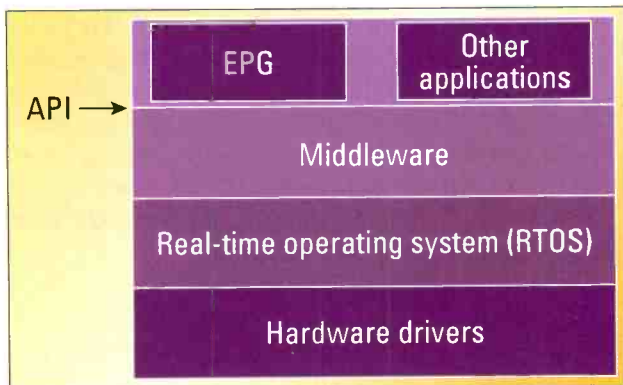 EPG
Other
applications
API
Middleware
Real-time operating system (RTOS)
Hardware drivers